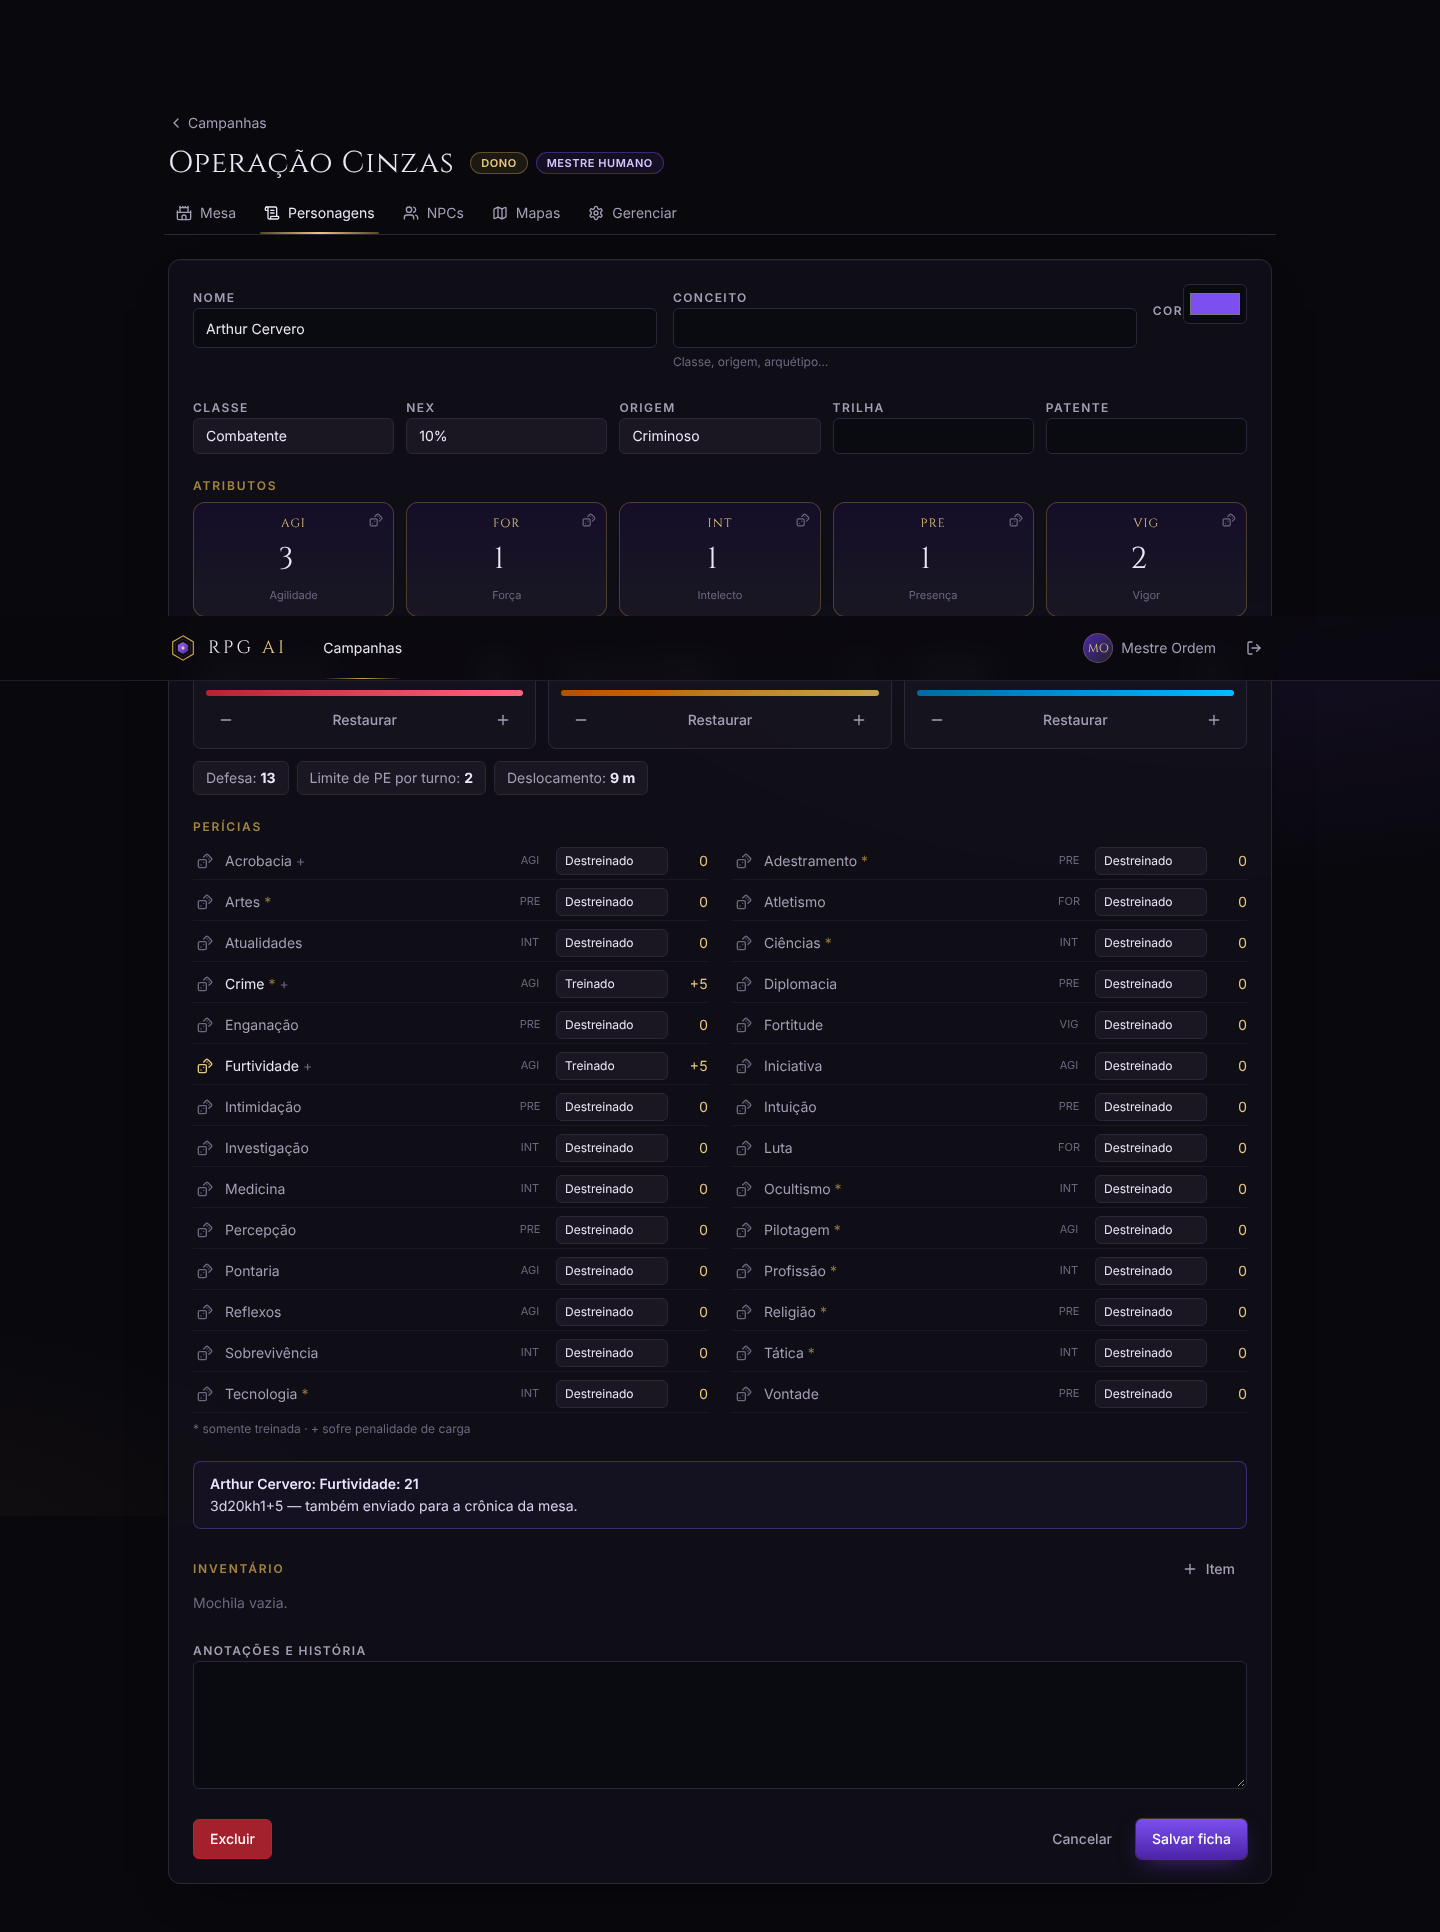 Campanhas
Operação Cinzas DONO MESTRE HUMANO
Mesa Personagens NPCs Mapas Gerenciar
NOME CONCEITO COR
Arthur Cervero
Classe, origem, arquétipo...
CLASSE NEX ORIGEM TRILHA PATENTE
Combatente 10% Criminoso
ATRIBUTOS
AGI FOR INT PRE VIG
3 1 1 1 2
Agilidade Força Intelecto Presença Vigor
RPG AI Campanhas MO Mestre Ordem
− Restaurar + − Restaurar + − Restaurar +
Defesa: 13 Limite de PE por turno: 2 Deslocamento: 9 m
PERÍCIAS
Acrobacia + AGI Destreinado 0 Adestramento * PRE Destreinado 0
Artes * PRE Destreinado 0 Atletismo FOR Destreinado 0
Atualidades INT Destreinado 0 Ciências * INT Destreinado 0
Crime * + AGI Treinado +5 Diplomacia PRE Destreinado 0
Enganação PRE Destreinado 0 Fortitude VIG Destreinado 0
Furtividade + AGI Treinado +5 Iniciativa AGI Destreinado 0
Intimidação PRE Destreinado 0 Intuição PRE Destreinado 0
Investigação INT Destreinado 0 Luta FOR Destreinado 0
Medicina INT Destreinado 0 Ocultismo * INT Destreinado 0
Percepção PRE Destreinado 0 Pilotagem * AGI Destreinado 0
Pontaria AGI Destreinado 0 Profissão * INT Destreinado 0
Reflexos AGI Destreinado 0 Religião * PRE Destreinado 0
Sobrevivência INT Destreinado 0 Tática * INT Destreinado 0
Tecnologia * INT Destreinado 0 Vontade PRE Destreinado 0
* somente treinada · + sofre penalidade de carga
Arthur Cervero: Furtividade: 21
3d20kh1+5 — também enviado para a crônica da mesa.
INVENTÁRIO + Item
Mochila vazia.
ANOTAÇÕES E HISTÓRIA
Excluir Cancelar Salvar ficha